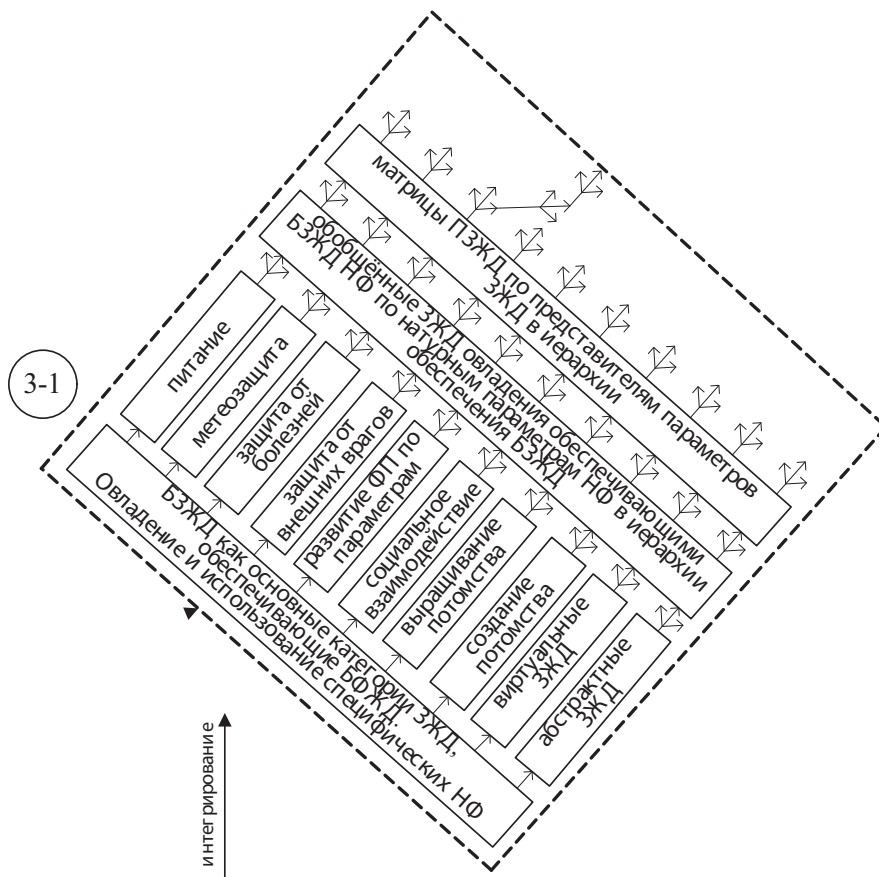 3-1
интегрирование
БЗЖД как основные категории ЗЖД,
обеспечивающие БФЖД.
Овладение и использование специфических НФ
питание
метеозащита
защита от
болезней
защита от
внешних врагов
развитие ФП по
параметрам
социальное
взаимодействие
выращивание
потомства
создание
потомства
виртуальные
ЗЖД
абстрактные
ЗЖД
обобщённые ЗЖД овладения обеспечивающими
БЗЖД НФ по натурным параметрам НФ в иерархии
обеспечения БЗЖД
матрицы ПЗЖД по представителям параметров
ЗЖД в иерархии